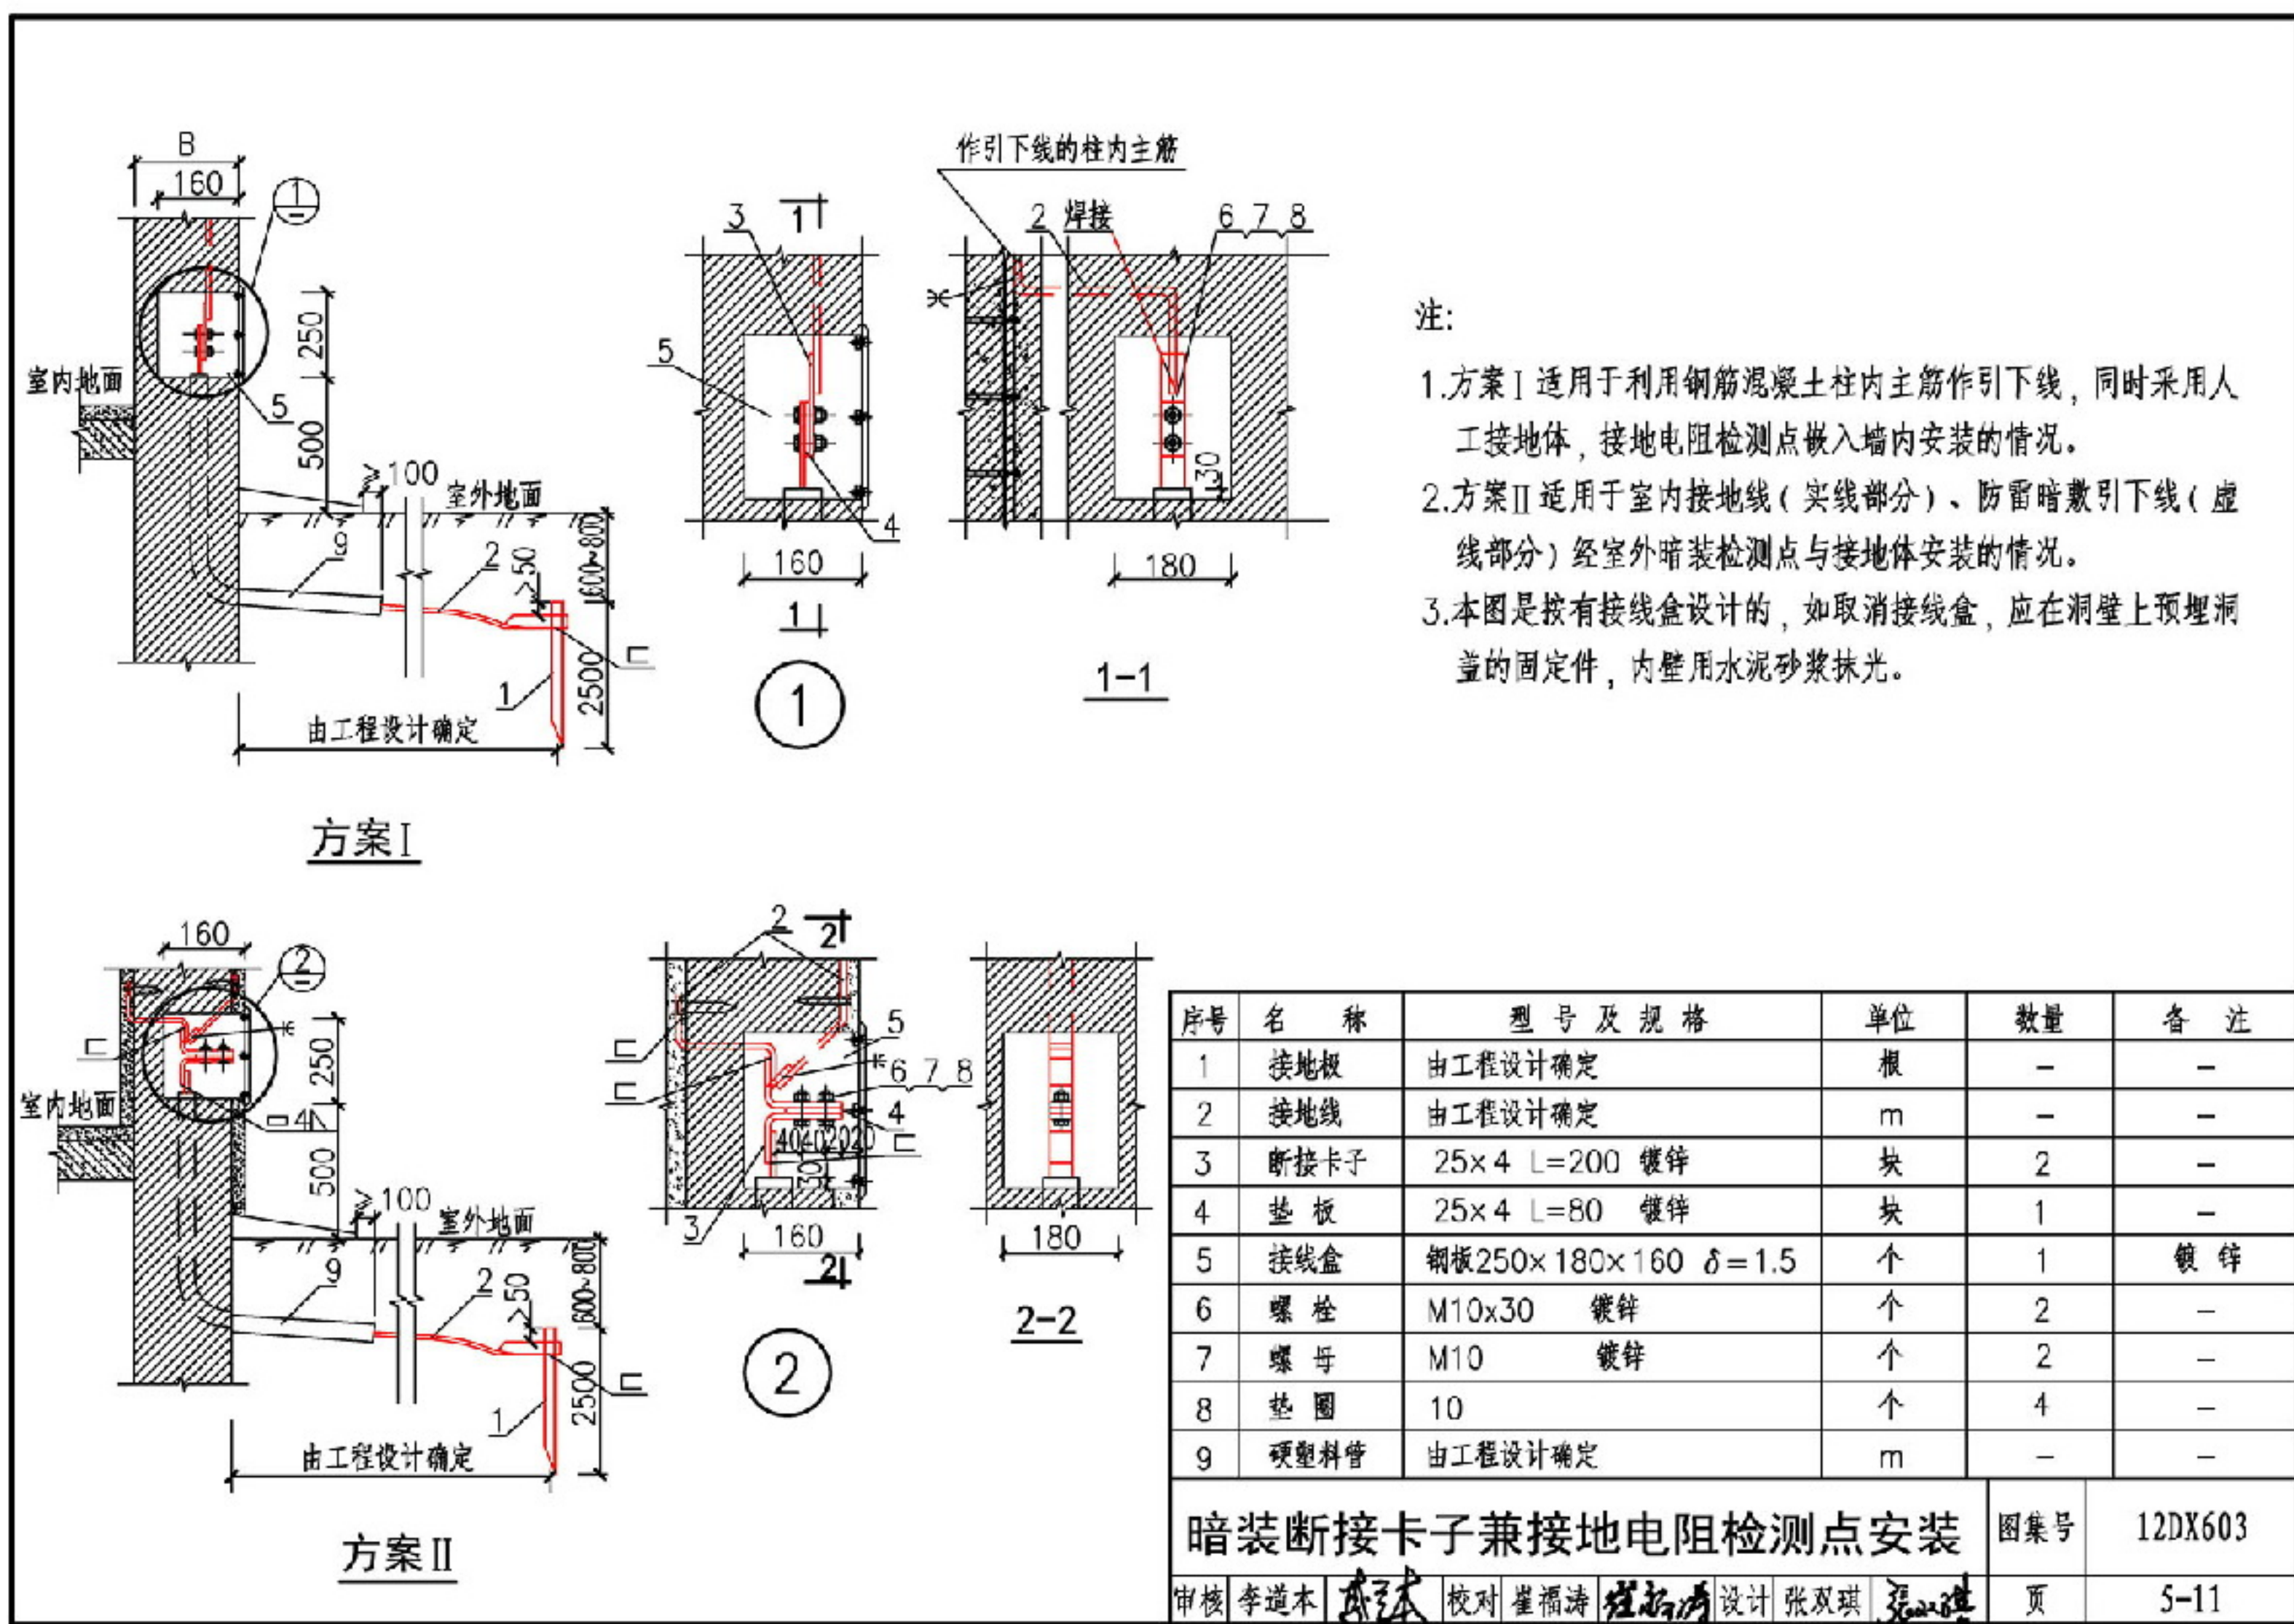 B
160
1
250
室内地面
5
500
≥100
室外地面
9
2
>50
600~800
1
2500
由工程设计确定
方案Ⅰ
3
1
5
4
160
1
1
作引下线的柱内主筋
2 焊接 6 7 8
30
180
1-1
注:
1.方案Ⅰ适用于利用钢筋混凝土柱内主筋作引下线，同时采用人
工接地体，接地电阻检测点嵌入墙内安装的情况。
2.方案Ⅱ适用于室内接地线(实线部分)、防雷暗敷引下线(虚
线部分)经室外暗装检测点与接地体安装的情况。
3.本图是按有接线盒设计的，如取消接线盒，应在洞壁上预埋洞
盖的固定件，内壁用水泥砂浆抹光。
160
2
250
室内地面
4
500
≥100
室外地面
9
2
>50
600~800
1
2500
由工程设计确定
方案Ⅱ
2
2
5
6 7 8
4
40402020
30
3
160
2
2
180
2-2
序号 名 称 型 号 及 规 格 单位 数量 备 注
1 接地极 由工程设计确定 根 — —
2 接地线 由工程设计确定 m — —
3 断接卡子 25×4 L=200 镀锌 块 2 —
4 垫 板 25×4 L=80 镀锌 块 1 —
5 接线盒 钢板250×180×160 δ=1.5 个 1 镀 锌
6 螺 栓 M10x30 镀锌 个 2 —
7 螺 母 M10 镀锌 个 2 —
8 垫 圈 10 个 4 —
9 硬塑料管 由工程设计确定 m — —
暗装断接卡子兼接地电阻检测点安装 图集号 12DX603
审核 李道本 校对 崔福涛 设计 张双琪 页 5-11